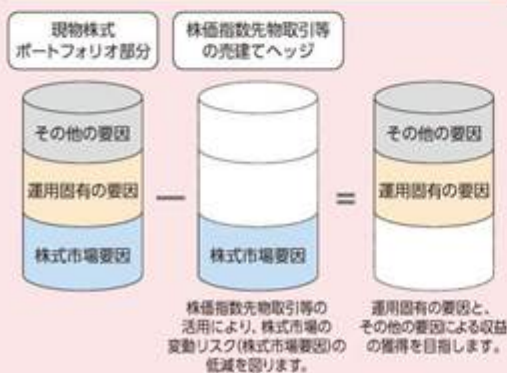 現物株式
ポートフォリオ部分
株価指数先物取引等
の売建てヘッジ
その他の要因
運用固有の要因
株式市場要因
—
株式市場要因
=
その他の要因
運用固有の要因
株価指数先物取引等の
活用により、株式市場の
変動リスク(株式市場要因)の
低減を図ります。
運用固有の要因と、
その他の要因による収益
の獲得を目指します。